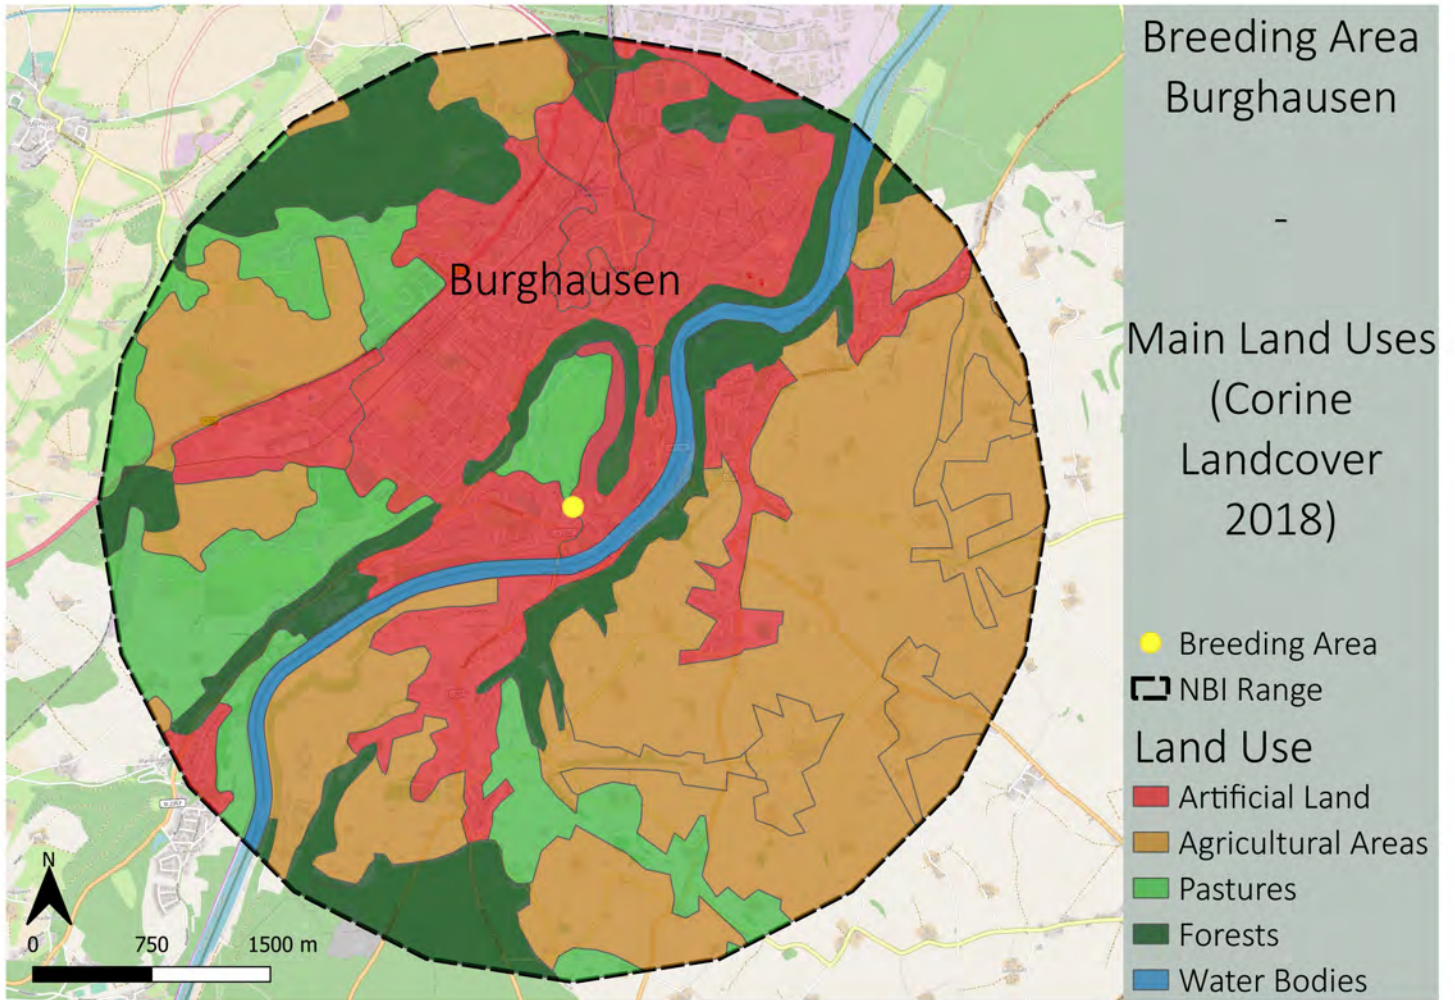 Breeding Area
Burghausen
-
Main Land Uses
(Corine
Landcover
2018)
Breeding Area
NBI Range
Land Use
Artificial Land
Agricultural Areas
Pastures
Forests
Water Bodies
Burghausen
N
0 750 1500 m